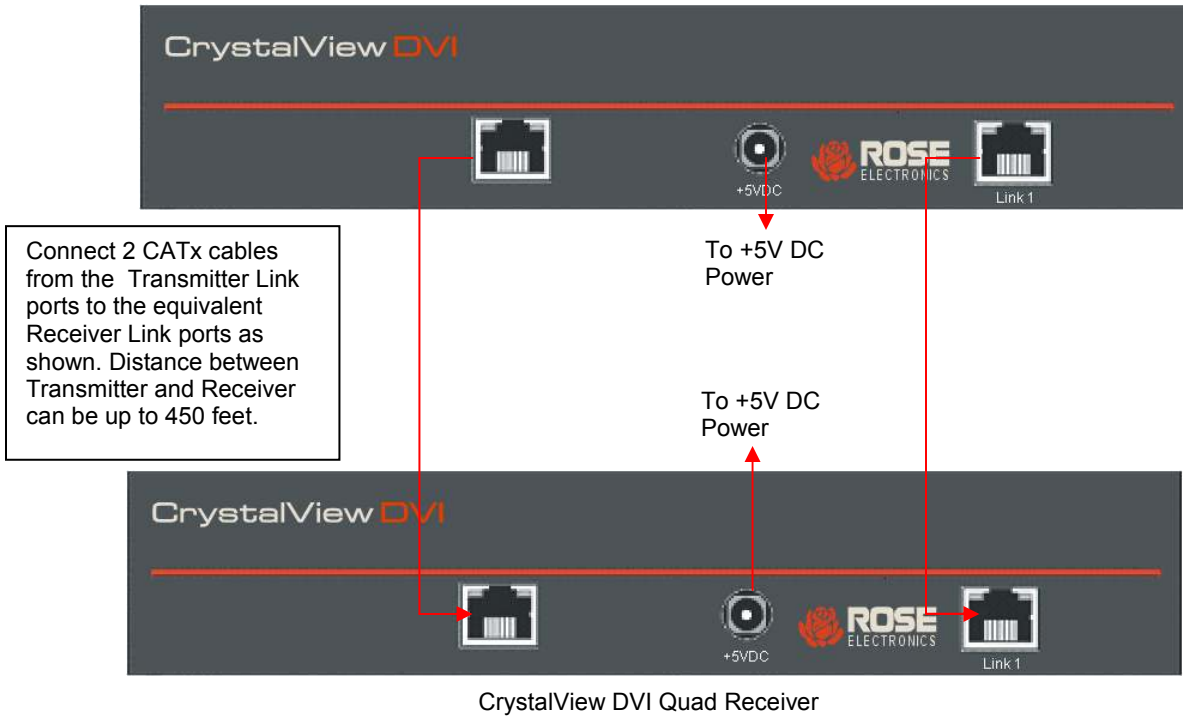 CrystalView DVI
ROSE
ELECTRONICS
+5VDC
Link 1
To +5V DC
Power
Connect 2 CATx cables
from the Transmitter Link
ports to the equivalent
Receiver Link ports as
shown. Distance between
Transmitter and Receiver
can be up to 450 feet.
To +5V DC
Power
CrystalView DVI
ROSE
ELECTRONICS
+5VDC
Link 1
CrystalView DVI Quad Receiver